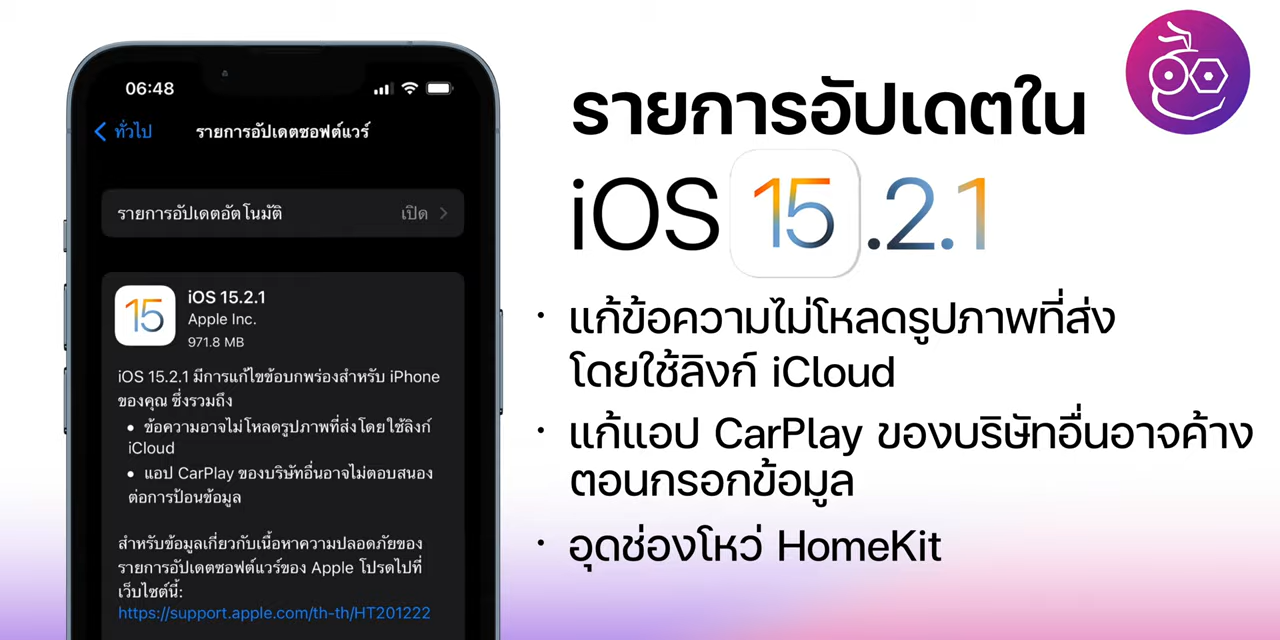 06:48
ทั่วไป
รายการอัปเดตซอฟต์แวร์
รายการอัปเดตอัตโนมัติ
เปิด
15
iOS 15.2.1
Apple Inc.
971.8 MB
iOS 15.2.1 มีการแก้ไขข้อบกพร่องสำหรับ iPhone
ของคุณ ซึ่งรวมถึง
• ข้อความอาจไม่โหลดรูปภาพที่ส่งโดยใช้ลิงก์
iCloud
• แอป CarPlay ของบริษัทอื่นอาจไม่ตอบสนอง
ต่อการป้อนข้อมูล
สำหรับข้อมูลเกี่ยวกับเนื้อหาความปลอดภัยของ
รายการอัปเดตซอฟต์แวร์ของ Apple โปรดไปที่
เว็บไซต์นี้:
https://support.apple.com/th-th/HT201222
รายการอัปเดตใน
iOS 15.2.1
• แก้ข้อความไม่โหลดรูปภาพที่ส่ง
โดยใช้ลิงก์ iCloud
• แก้แอป CarPlay ของบริษัทอื่นอาจค้าง
ตอนกรอกข้อมูล
• อุดช่องโหว่ HomeKit